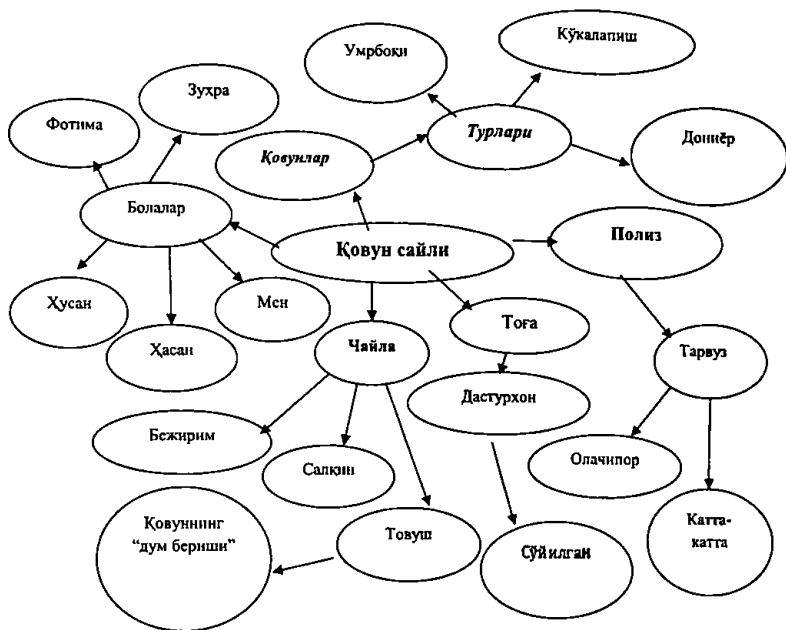 Умрбоқи
Кўкалапиш
Зуҳра
Фотима
Қовунлар
Турлари
Дониёр
Болалар
Қовун сайли
Полиз
Ҳусан
Мен
Ҳасан
Тоға
Чайла
Тарвуз
Дастурхон
Бежирим
Салқин
Олачипор
Қовуннинг
“дум бериши”
Товуш
Сўйилган
Катта-
катта